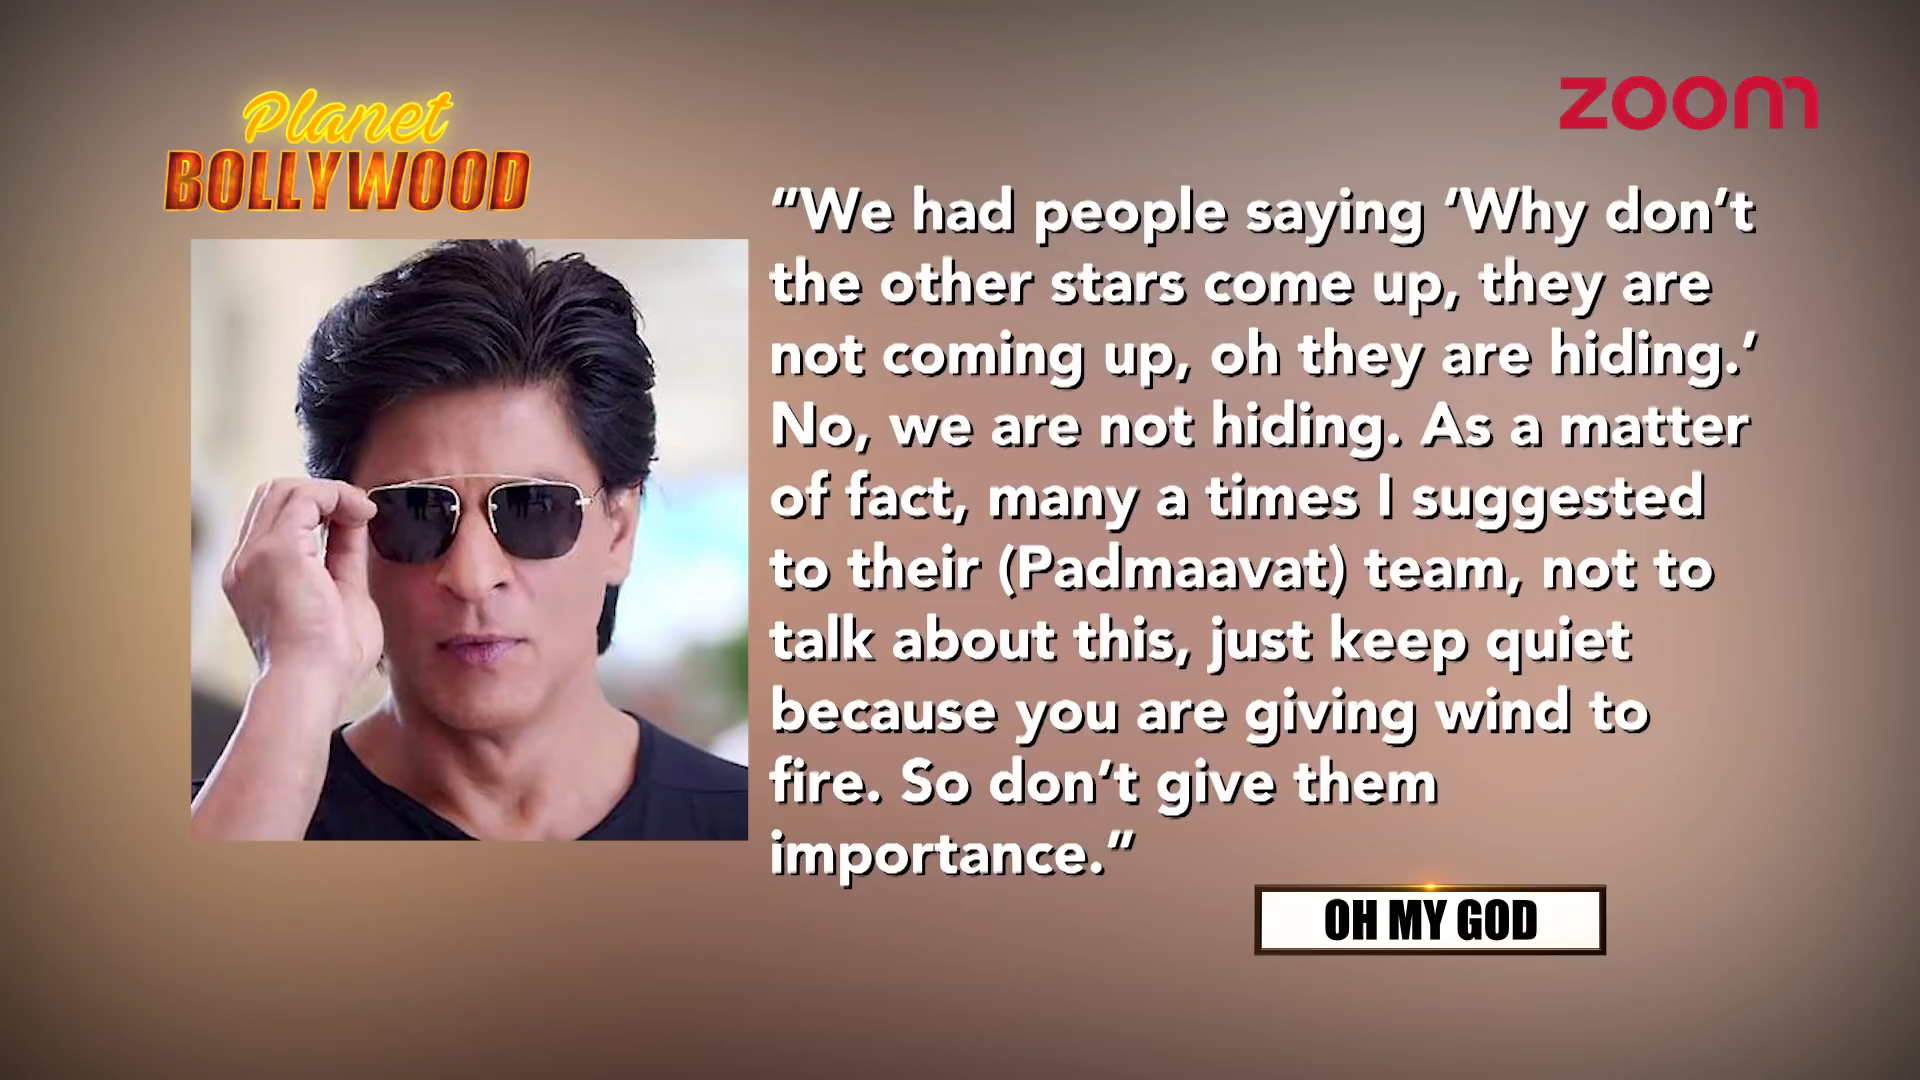 Planet
BOLLYWOOD
zoom
“We had people saying ‘Why don’t
the other stars come up, they are
not coming up, oh they are hiding.’
No, we are not hiding. As a matter
of fact, many a times I suggested
to their (Padmaavat) team, not to
talk about this, just keep quiet
because you are giving wind to
fire. So don’t give them
importance.”
OH MY GOD